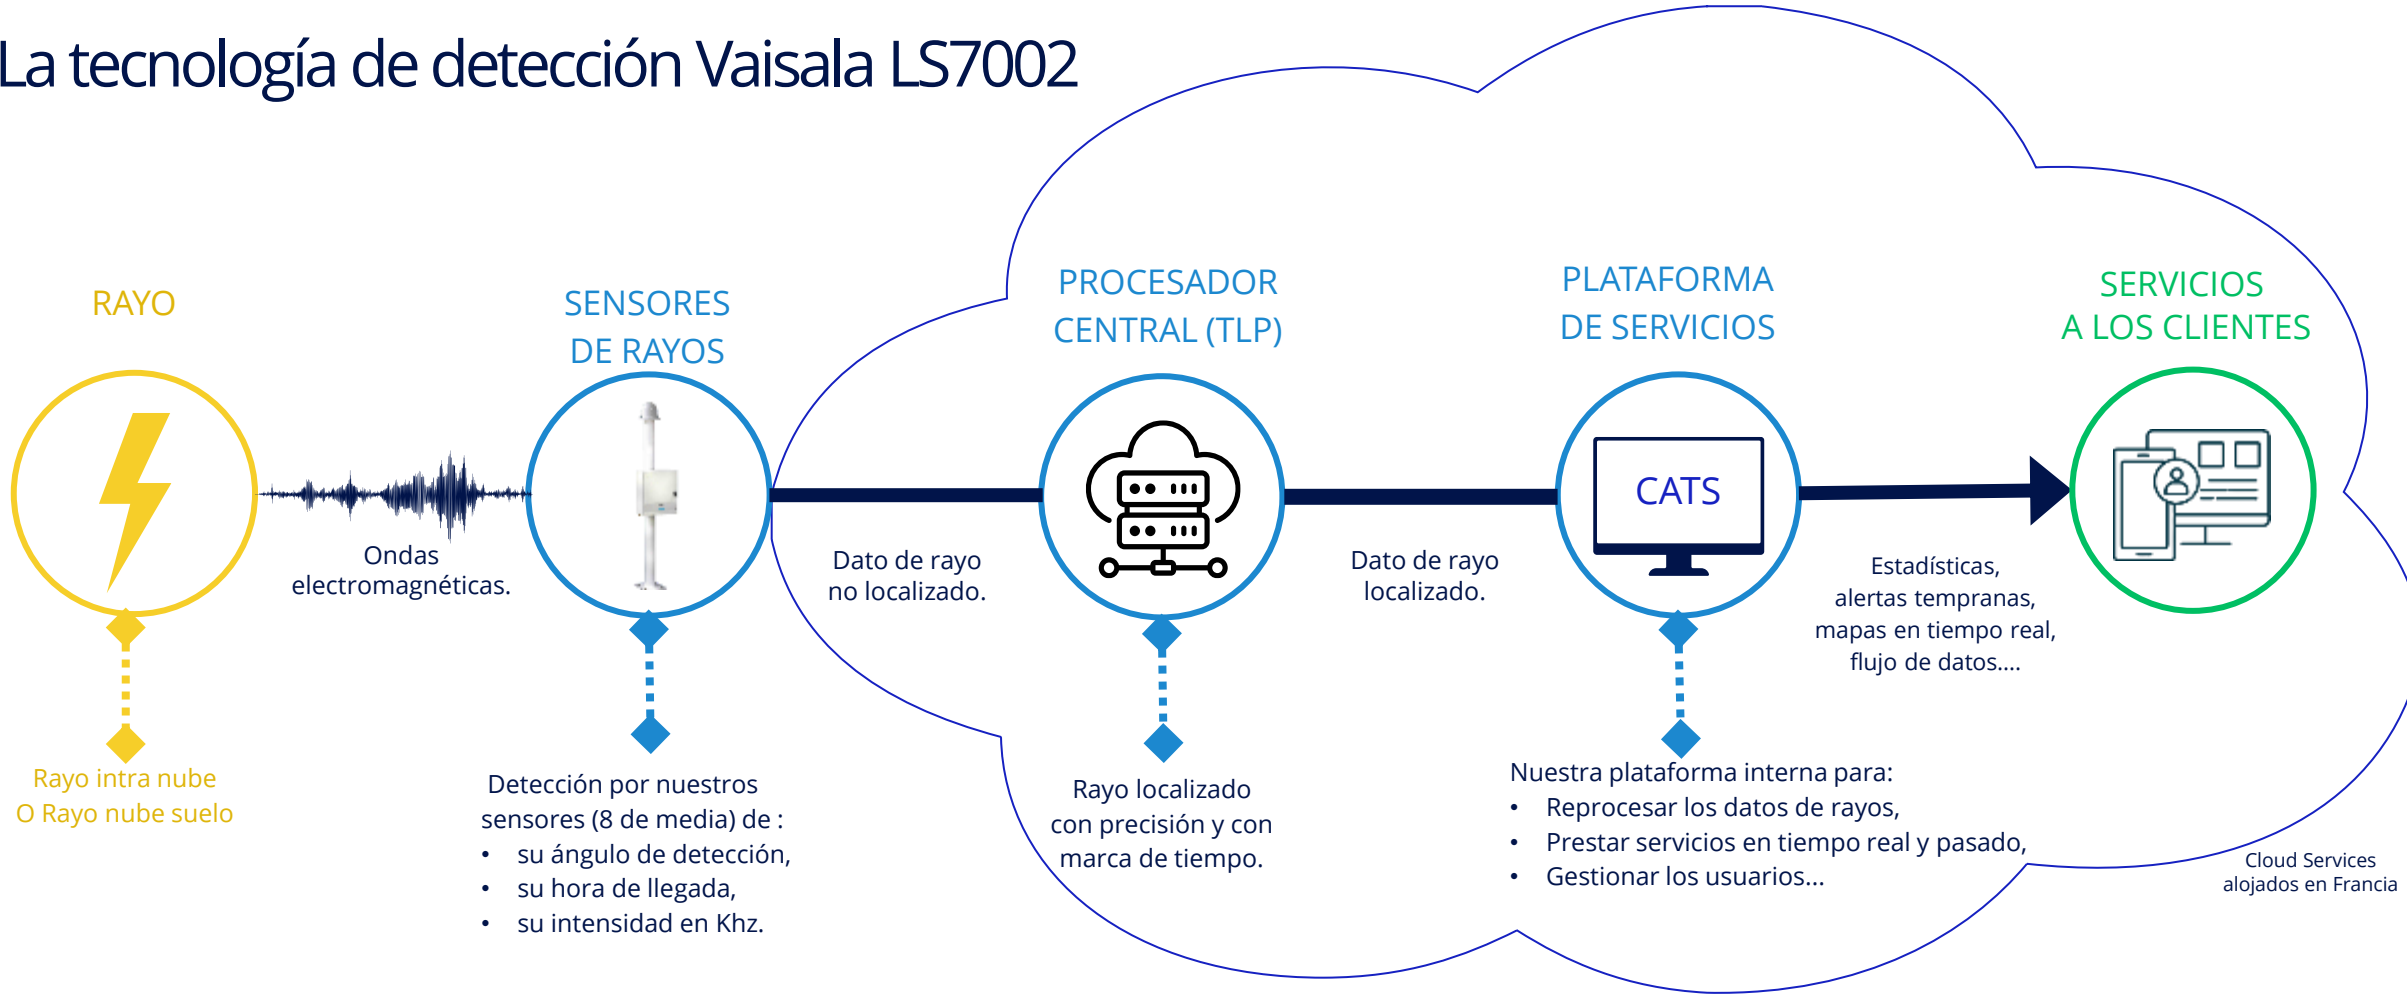 La tecnología de detección Vaisala LS7002
RAYO
Ondas
electromagnéticas.
Rayo intra nube
O Rayo nube suelo
SENSORES
DE RAYOS
Detección por nuestros
sensores (8 de media) de :
• su ángulo de detección,
• su hora de llegada,
• su intensidad en Khz.
Dato de rayo
no localizado.
PROCESADOR
CENTRAL (TLP)
Rayo localizado
con precisión y con
marca de tiempo.
Dato de rayo
localizado.
PLATAFORMA
DE SERVICIOS
CATS
Nuestra plataforma interna para:
• Reprocesar los datos de rayos,
• Prestar servicios en tiempo real y pasado,
• Gestionar los usuarios...
Estadísticas,
alertas tempranas,
mapas en tiempo real,
flujo de datos....
SERVICIOS
A LOS CLIENTES
Cloud Services
alojados en Francia